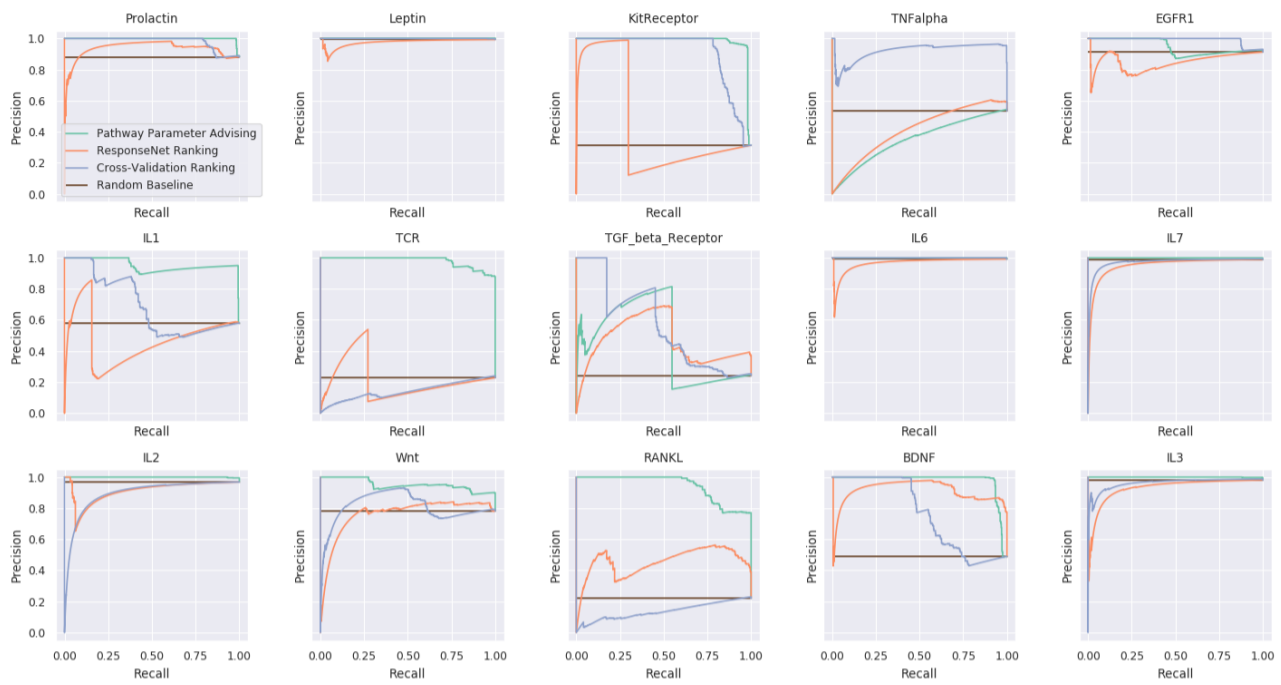 Prolactin Leptin KitReceptor TNFalpha EGFR1
1.0
0.8
0.6
0.4
0.2
0.0
Precision Precision Precision Precision Precision
Pathway Parameter Advising
ResponseNet Ranking
Cross-Validation Ranking
Random Baseline
Recall Recall Recall Recall Recall
IL1 TCR TGF_beta_Receptor IL6 IL7
1.0
0.8
0.6
0.4
0.2
0.0
Precision Precision Precision Precision Precision
Recall Recall Recall Recall Recall
IL2 Wnt RANKL BDNF IL3
1.0
0.8
0.6
0.4
0.2
0.0
Precision Precision Precision Precision Precision
0.00 0.25 0.50 0.75 1.00 0.00 0.25 0.50 0.75 1.00 0.00 0.25 0.50 0.75 1.00 0.00 0.25 0.50 0.75 1.00 0.00 0.25 0.50 0.75 1.00
Recall Recall Recall Recall Recall